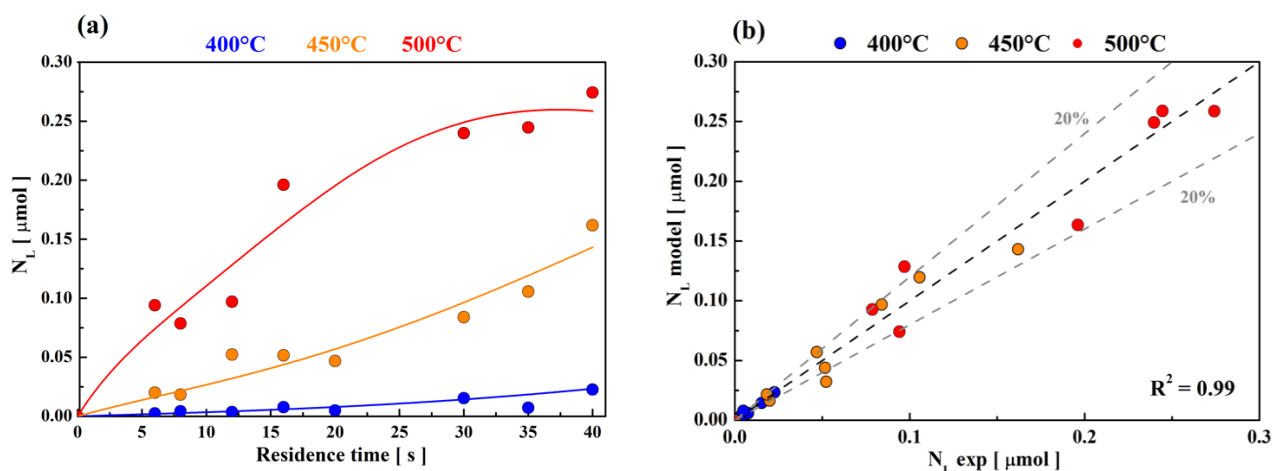 (a)
400°C 450°C 500°C
0.30
0.25
0.20
0.15
0.10
0.05
0.00
N_L [ μmol ]
0 5 10 15 20 25 30 35 40
Residence time [ s ]
(b)
400°C 450°C 500°C
0.30
0.25
0.20
0.15
0.10
0.05
0.00
N_L model [ μmol ]
20%
20%
R² = 0.99
0.0 0.1 0.2 0.3
N_L exp [ μmol ]